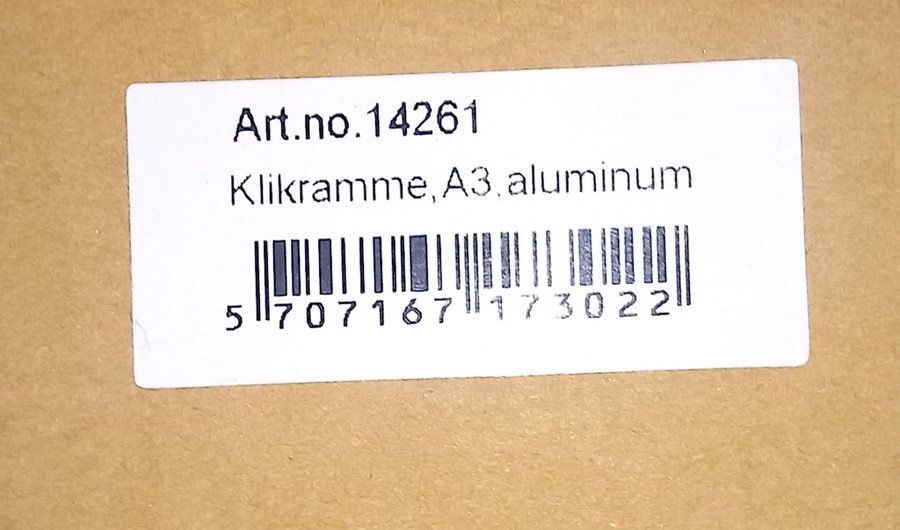 Art.no.14261
Klikramme, A3, aluminum
5 707167 173022